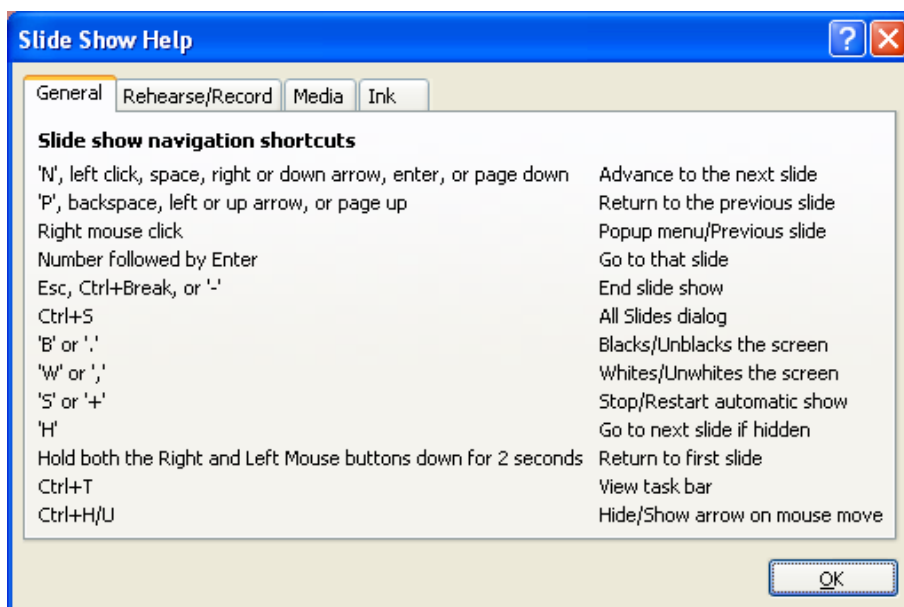 Slide Show Help
General Rehearse/Record Media Ink
Slide show navigation shortcuts
'N', left click, space, right or down arrow, enter, or page down Advance to the next slide
'P', backspace, left or up arrow, or page up Return to the previous slide
Right mouse click Popup menu/Previous slide
Number followed by Enter Go to that slide
Esc, Ctrl+Break, or '-' End slide show
Ctrl+S All Slides dialog
'B' or '.' Blacks/Unblacks the screen
'W' or ',' Whites/Unwhites the screen
'S' or '+' Stop/Restart automatic show
'H' Go to next slide if hidden
Hold both the Right and Left Mouse buttons down for 2 seconds Return to first slide
Ctrl+T View task bar
Ctrl+H/U Hide/Show arrow on mouse move
OK